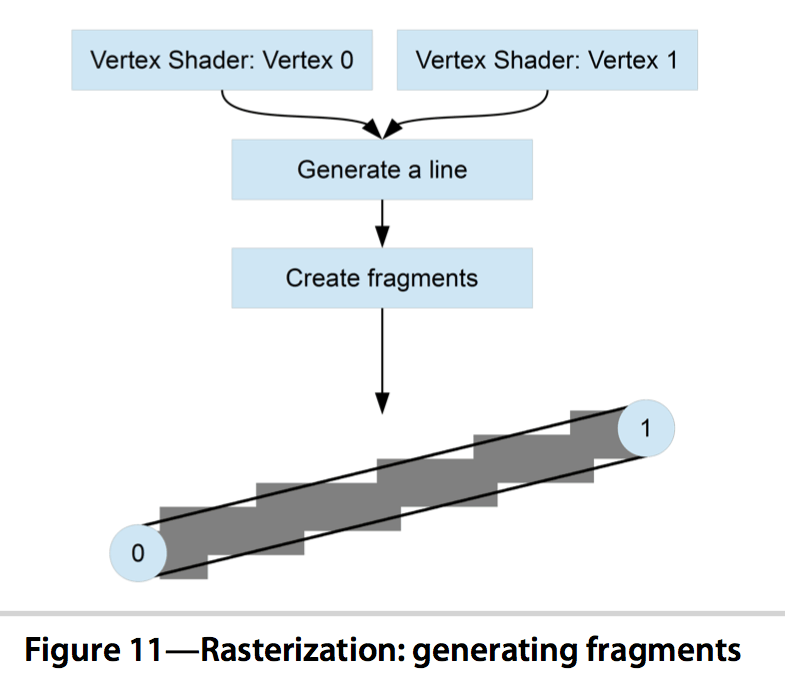 Vertex Shader: Vertex 0
Vertex Shader: Vertex 1
Generate a line
Create fragments
1
0
Figure 11—Rasterization: generating fragments